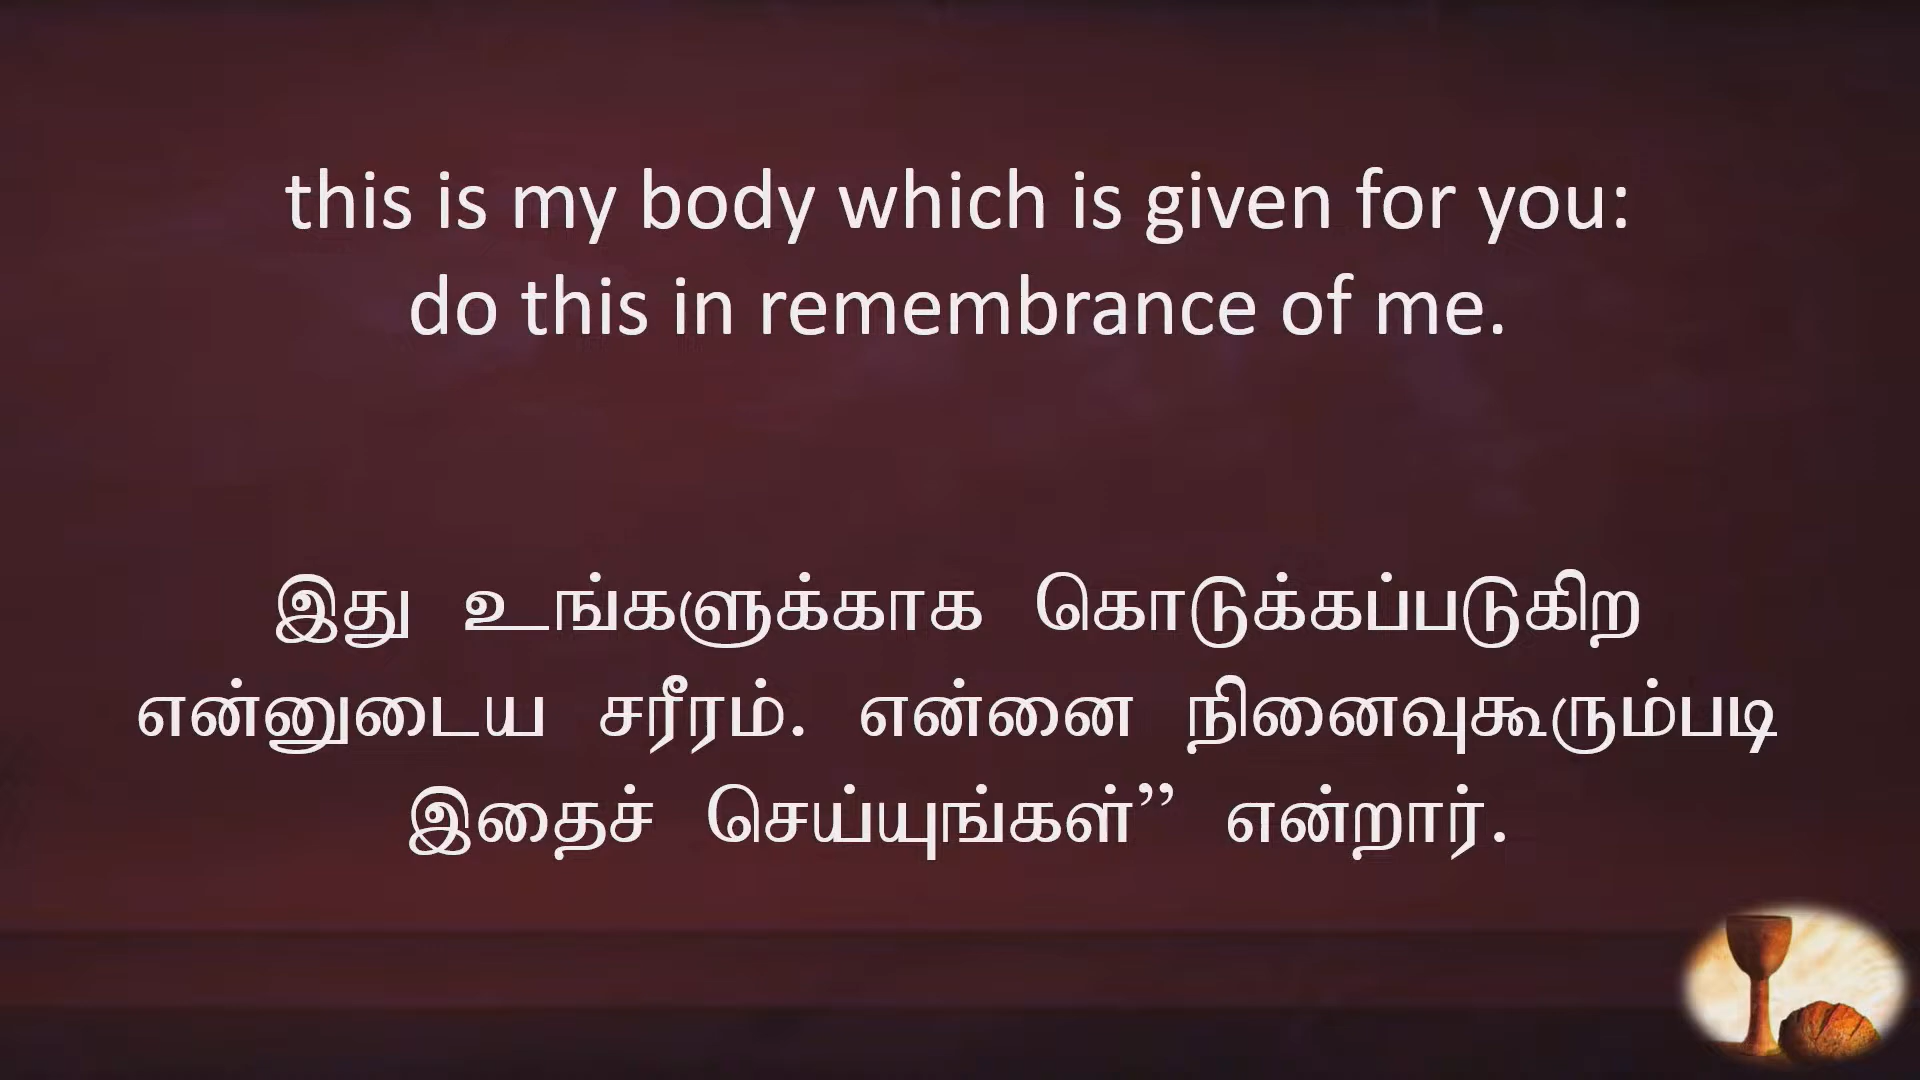 this is my body which is given for you:
do this in remembrance of me.
இது உங்களுக்காக கொடுக்கப்படுகிற
என்னுடைய சரீரம். என்னை நினைவுகூரும்படி
இதைச் செய்யுங்கள்” என்றார்.